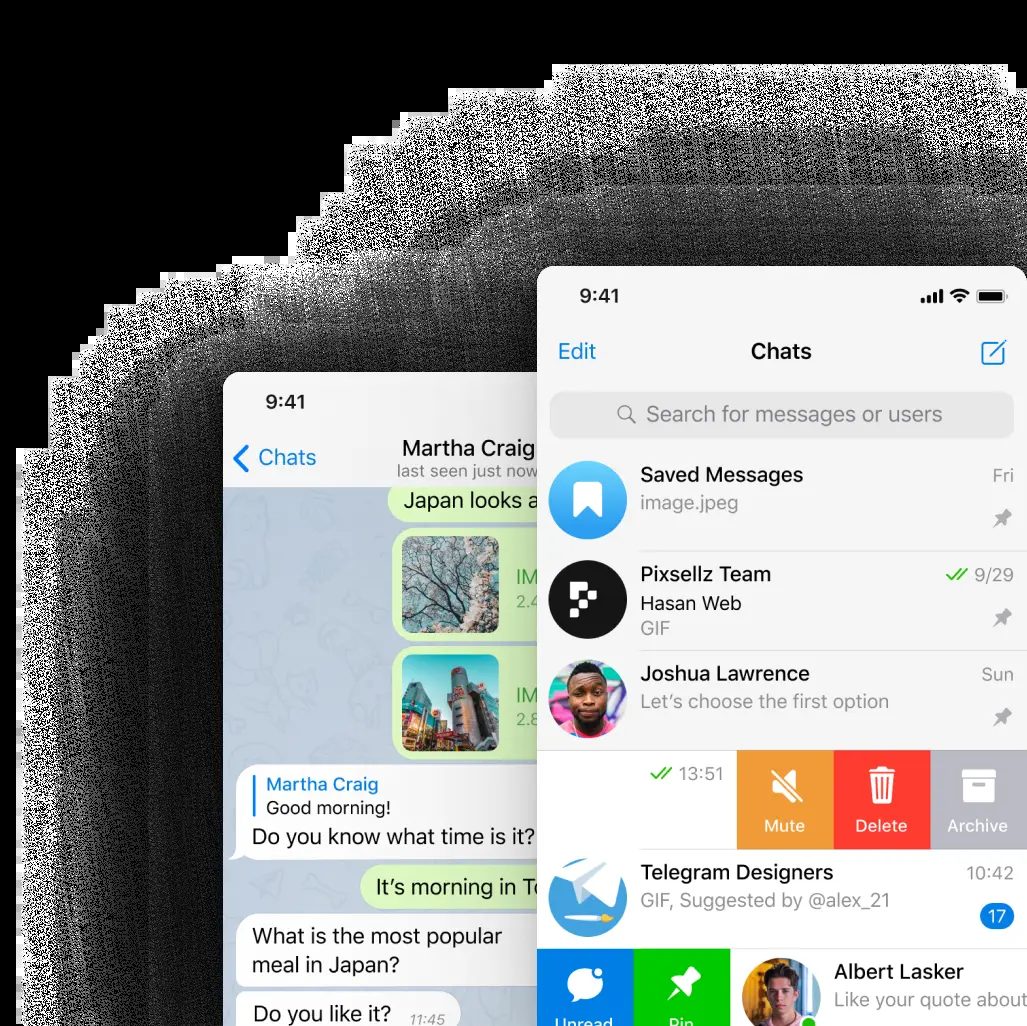 9:41
Edit
Chats
Search for messages or users
Saved Messages
Fri
image.jpeg
Pixsellz Team
9/29
Hasan Web
GIF
Joshua Lawrence
Sun
Let’s choose the first option
13:51
Mute
Delete
Archive
Telegram Designers
10:42
GIF, Suggested by @alex_21
17
Unread
Pin
Albert Lasker
Like your quote about
9:41
Chats
Martha Craig
last seen just now
Japan looks a
IM
2.4
IM
2.8
Martha Craig
Good morning!
Do you know what time is it?
It’s morning in To
What is the most popular
meal in Japan?
Do you like it?
11:45